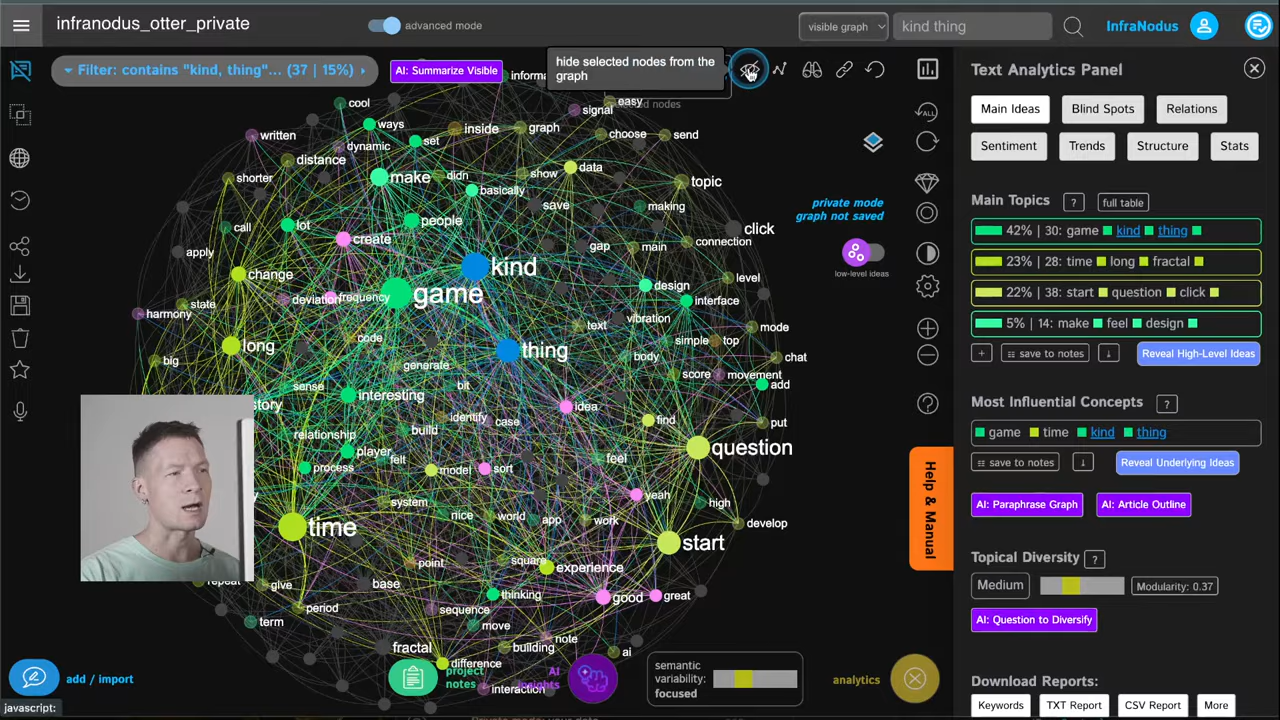 infranodus_otter_private
advanced mode
visible graph
kind thing
InfraNodus
Filter: contains "kind, thing"... (37 | 15%)
AI: Summarize Visible
hide selected nodes from the
graph
informa
cool
easy
signal
ways
inside
graph
written
dynamic
set
choose
send
distance
make
didn
data
shorter
show
basically
topic
save
call
lot
people
making
click
create
connection
gap
main
apply
kind
change
level
deviation
frequency
game
design
interface
state
harmony
vibration
text
mode
code
long
thing
simple
top
big
body
chat
generate
score
movement
sense
bit
add
interesting
story
idea
identify
case
find
put
relationship
build
player
question
felt
process
feel
model
sort
system
yeah
high
nice
world
app
work
develop
time
start
point
square
experience
base
repeat
give
thinking
good
great
period
sequence
term
move
note
fractal
building
ai
difference
interaction
private mode
graph not saved
low-level ideas
Help & Manual
Text Analytics Panel
Main Ideas
Blind Spots
Relations
Sentiment
Trends
Structure
Stats
Main Topics
?
full table
42% | 30: game kind thing
23% | 28: time long fractal
22% | 38: start question click
5% | 14: make feel design
+
save to notes
↓
Reveal High-Level Ideas
Most Influential Concepts
?
game time kind thing
save to notes
↓
Reveal Underlying Ideas
AI: Paraphrase Graph
AI: Article Outline
Topical Diversity
?
Medium
Modularity: 0.37
AI: Question to Diversify
Download Reports:
Keywords
TXT Report
CSV Report
More
add / import
project
notes
AI
Insights
semantic
variability:
focused
analytics
javascript: